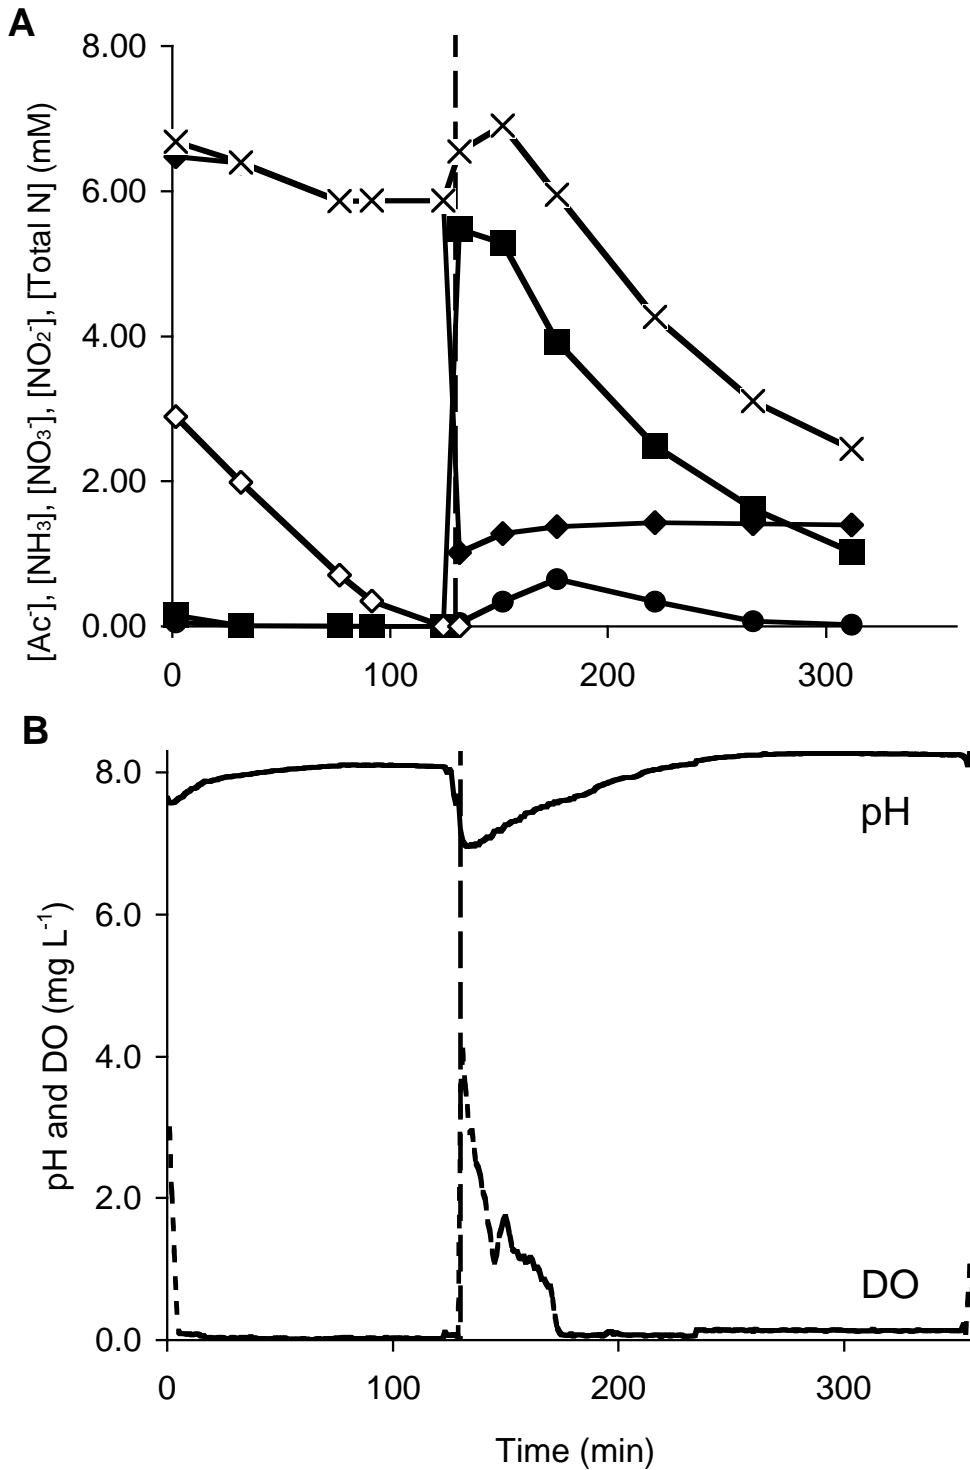 A
[Ac⁻], [NH₃], [NO₃⁻], [NO₂⁻], [Total N] (mM)
8.00
6.00
4.00
2.00
0.00
0 100 200 300
B
pH and DO (mg L⁻¹)
8.0
6.0
4.0
2.0
0.0
pH
DO
0 100 200 300
Time (min)